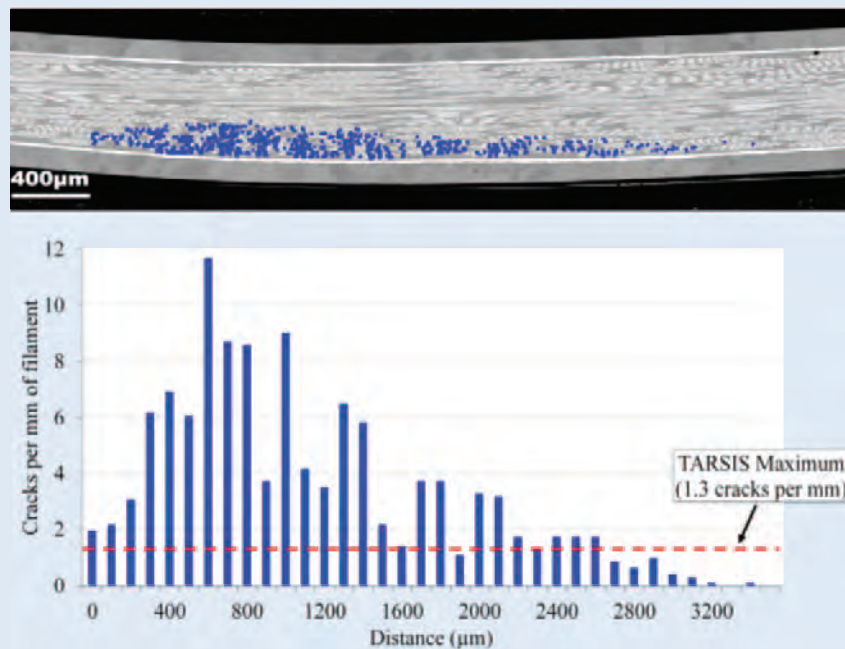 400µm
12
10
8
6
4
2
0
Cracks per mm of filament
TARSIS Maximum
(1.3 cracks per mm)
0 400 800 1200 1600 2000 2400 2800 3200
Distance (µm)